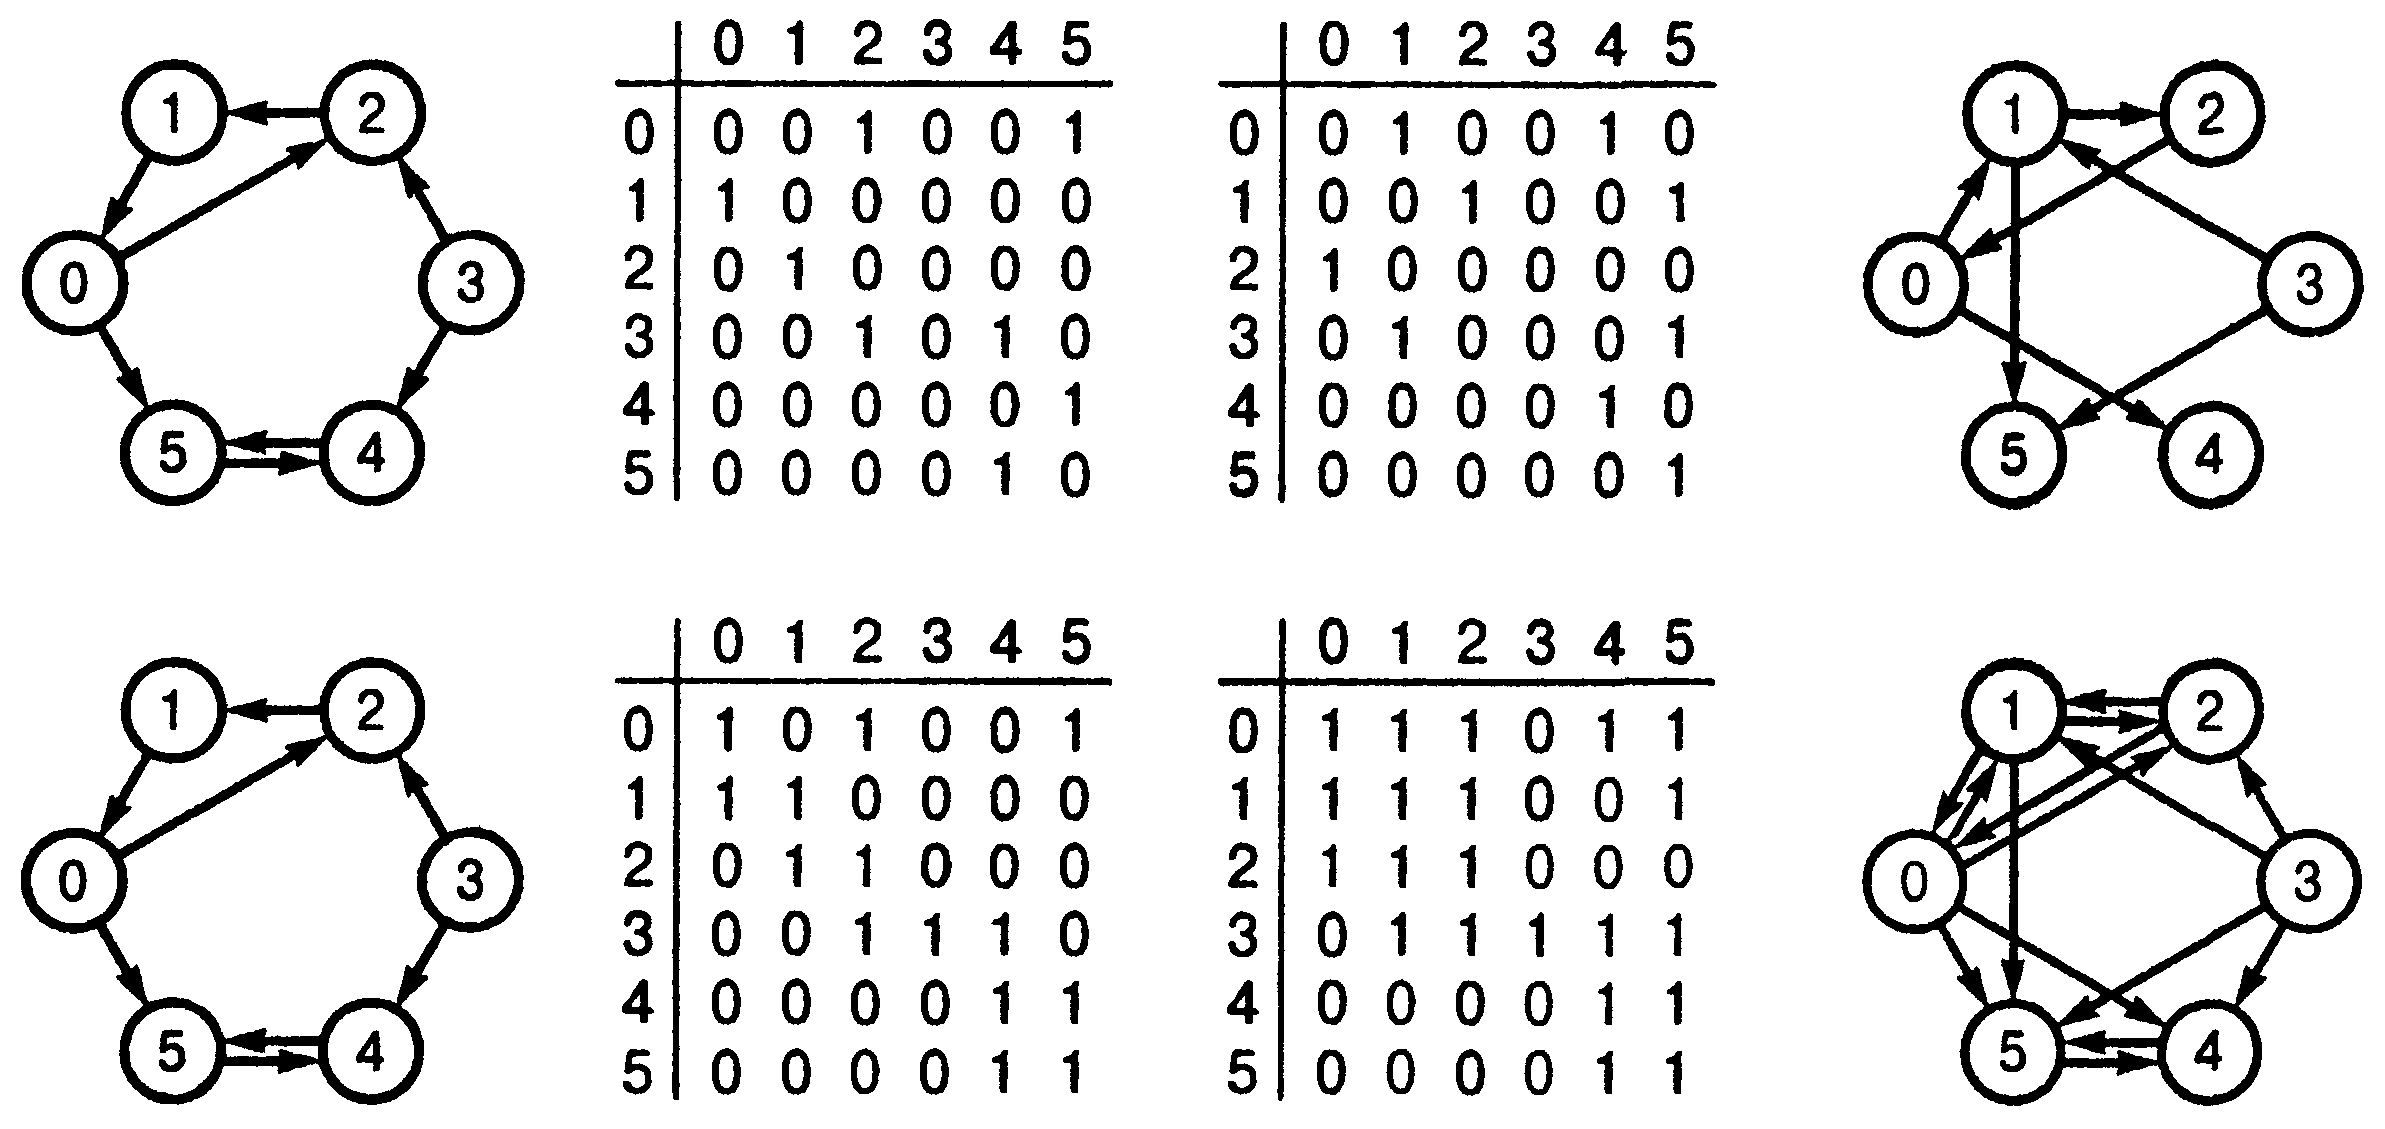 1 2
0 3
5 4
0 1 2 3 4 5
0 0 0 1 0 0 1
1 1 0 0 0 0 0
2 0 1 0 0 0 0
3 0 0 1 0 1 0
4 0 0 0 0 0 1
5 0 0 0 0 1 0
0 1 2 3 4 5
0 0 1 0 0 1 0
1 0 0 1 0 0 1
2 1 0 0 0 0 0
3 0 1 0 0 0 1
4 0 0 0 0 1 0
5 0 0 0 0 0 1
1 2
0 3
5 4
1 2
0 3
5 4
0 1 2 3 4 5
0 1 0 1 0 0 1
1 1 1 0 0 0 0
2 0 1 1 0 0 0
3 0 0 1 1 1 0
4 0 0 0 0 1 1
5 0 0 0 0 1 1
0 1 2 3 4 5
0 1 1 1 0 1 1
1 1 1 1 0 0 1
2 1 1 1 0 0 0
3 0 1 1 1 1 1
4 0 0 0 0 1 1
5 0 0 0 0 1 1
1 2
0 3
5 4